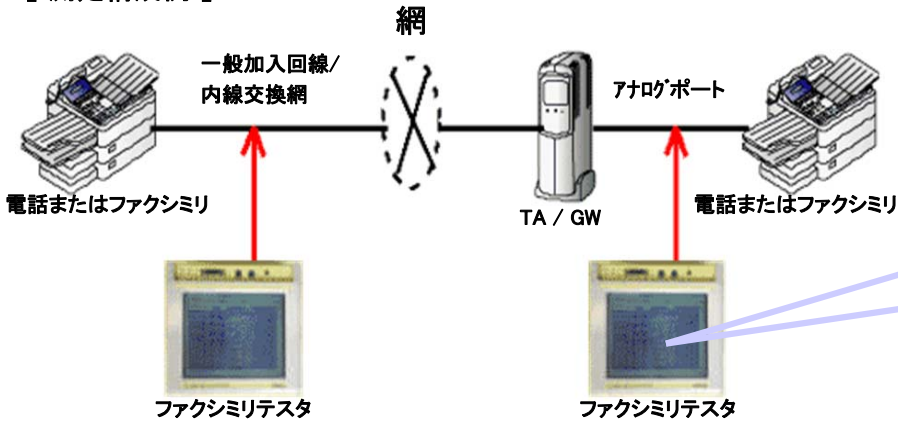 網
一般加入回線/
内線交換網
アナログポート
電話またはファクシミリ
TA / GW
電話またはファクシミリ
ファクシミリテスタ
ファクシミリテスタ